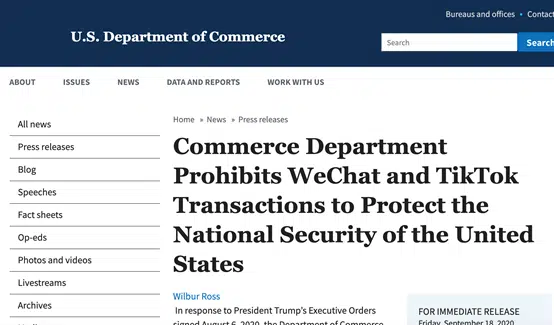 Bureaus and offices • Contact
U.S. Department of Commerce
Search Search
ABOUT ISSUES NEWS DATA AND REPORTS WORK WITH US
Home » News » Press releases
All news
Press releases
Blog
Speeches
Fact sheets
Op-eds
Photos and videos
Livestreams
Archives
Commerce Department
Prohibits WeChat and TikTok
Transactions to Protect the
National Security of the United
States
Wilbur Ross
In response to President Trump's Executive Orders
signed August 6, 2020, the Department of Commerce
FOR IMMEDIATE RELEASE
Friday, September 18, 2020